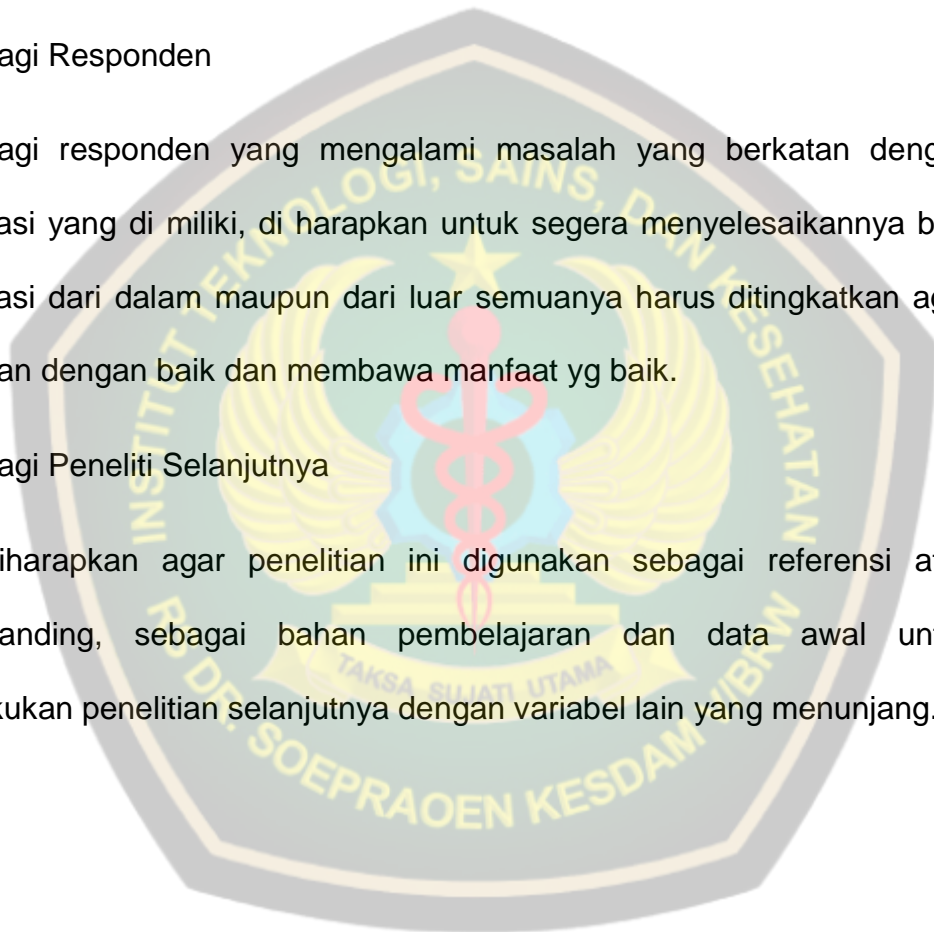 agi Responden
agi responden yang mengalami masalah yang berkatan deng
asi yang di miliki, di harapkan untuk segera menyelesaikannya b
asi dari dalam maupun dari luar semuanya harus ditingkatkan ag
an dengan baik dan membawa manfaat yg baik.
agi Peneliti Selanjutnya
iharapkan agar penelitian ini digunakan sebagai referensi at
anding, sebagai bahan pembelajaran dan data awal unt
kukan penelitian selanjutnya dengan variabel lain yang menunjang.
INSTITUT TEKNOLOGI, SAINS, DAN KESEHATAN
TAKSA SUJATI UTAMA
RS DR. SOEPRAOEN KESDAM V/BRW